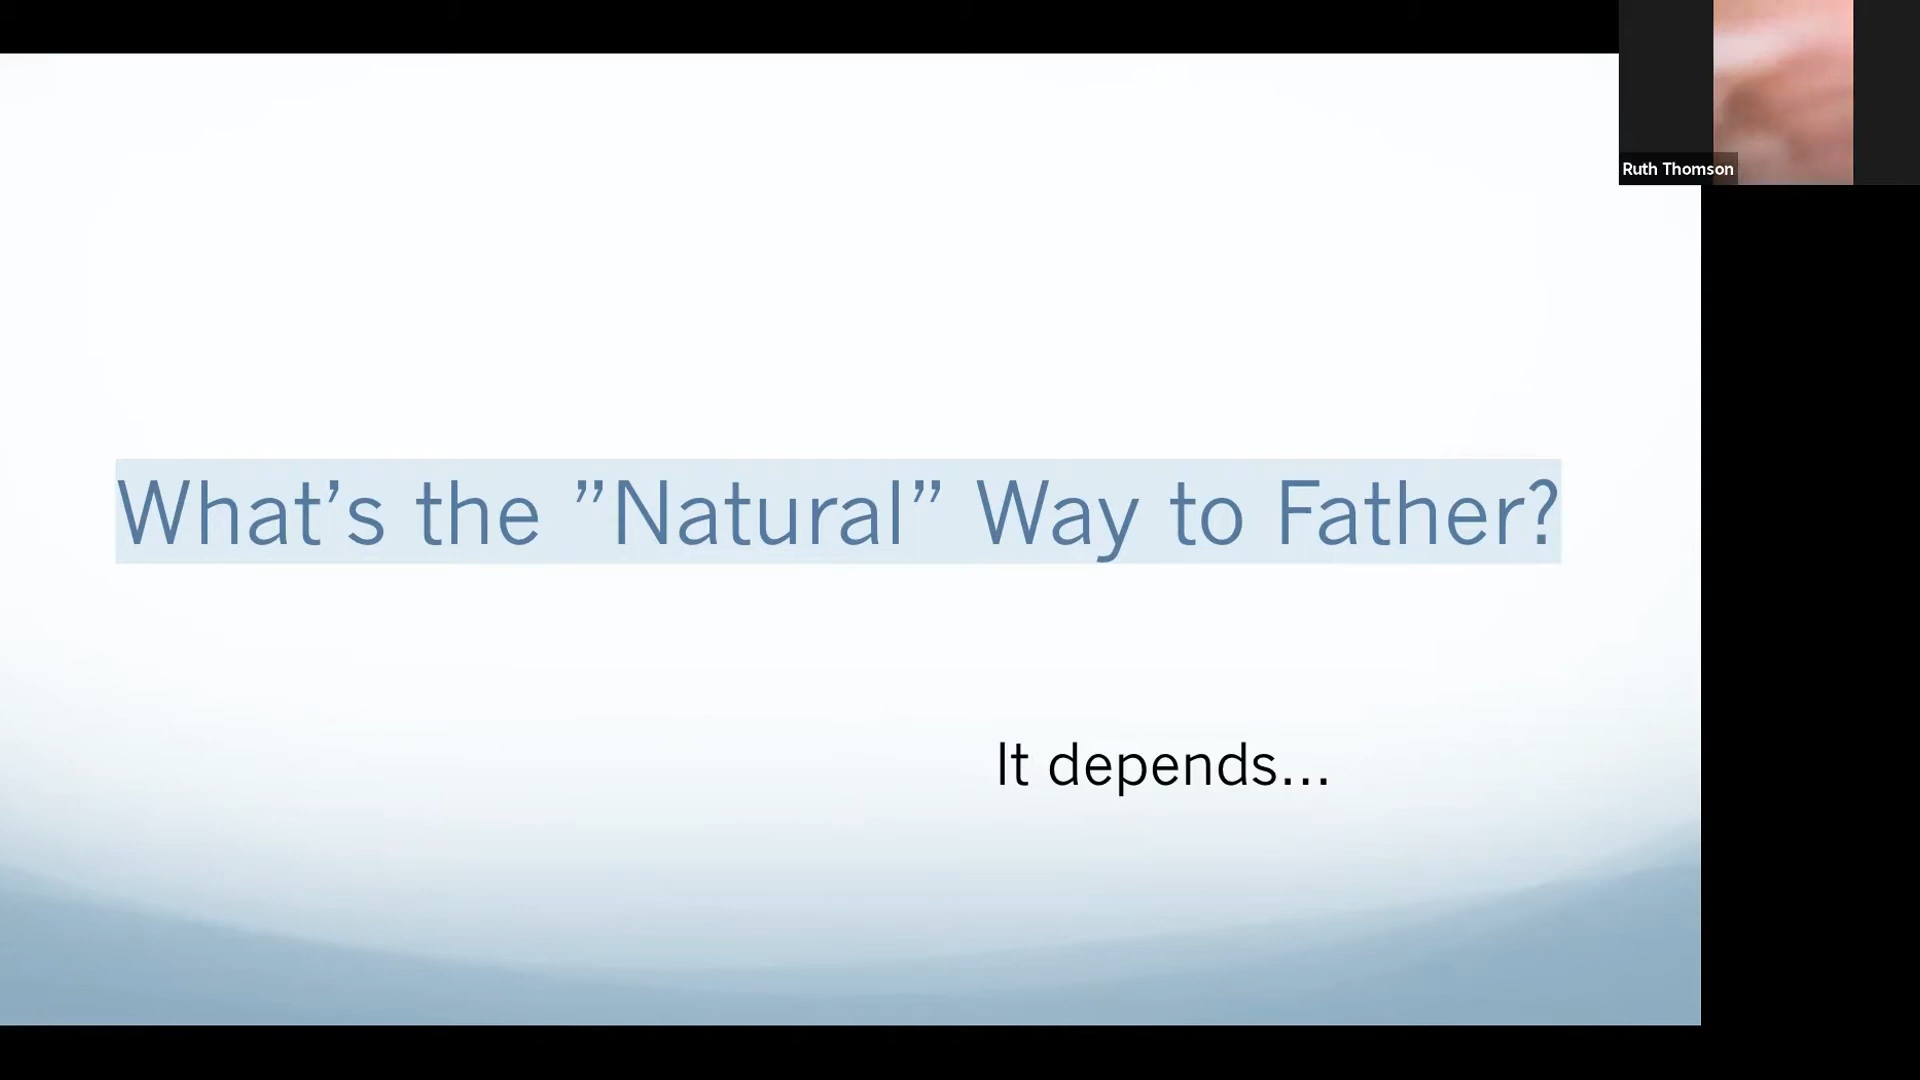 Ruth Thomson
What’s the ”Natural” Way to Father?
It depends...